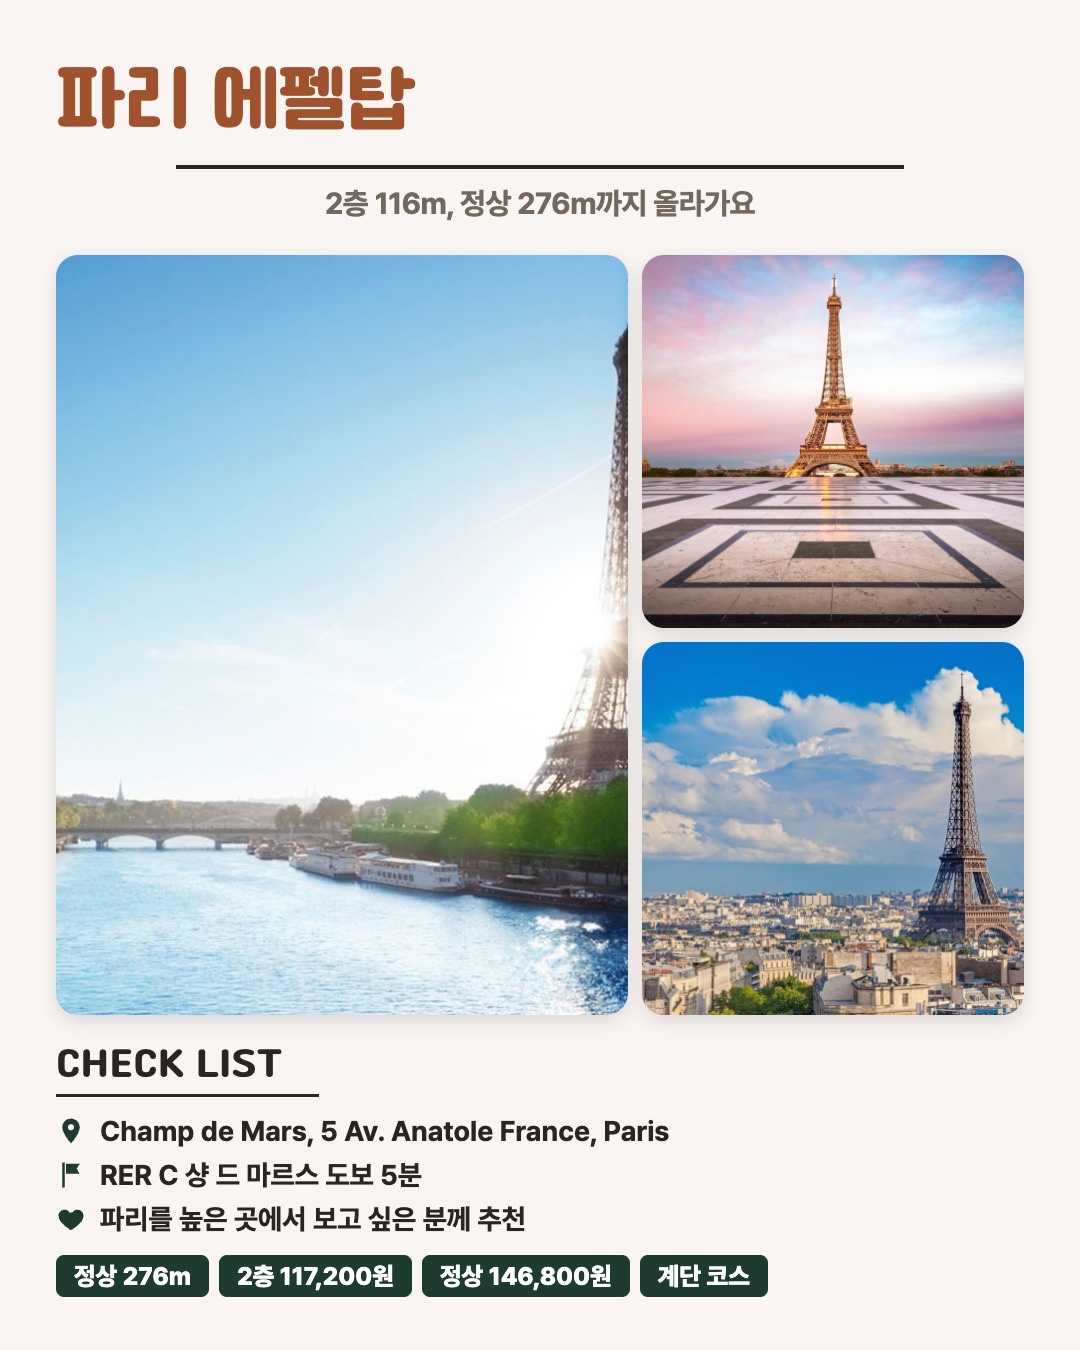 파리 에펠탑
2층 116m, 정상 276m까지 올라가요
CHECK LIST
Champ de Mars, 5 Av. Anatole France, Paris
RER C 샹 드 마르스 도보 5분
파리를 높은 곳에서 보고 싶은 분께 추천
정상 276m 2층 117,200원 정상 146,800원 계단 코스